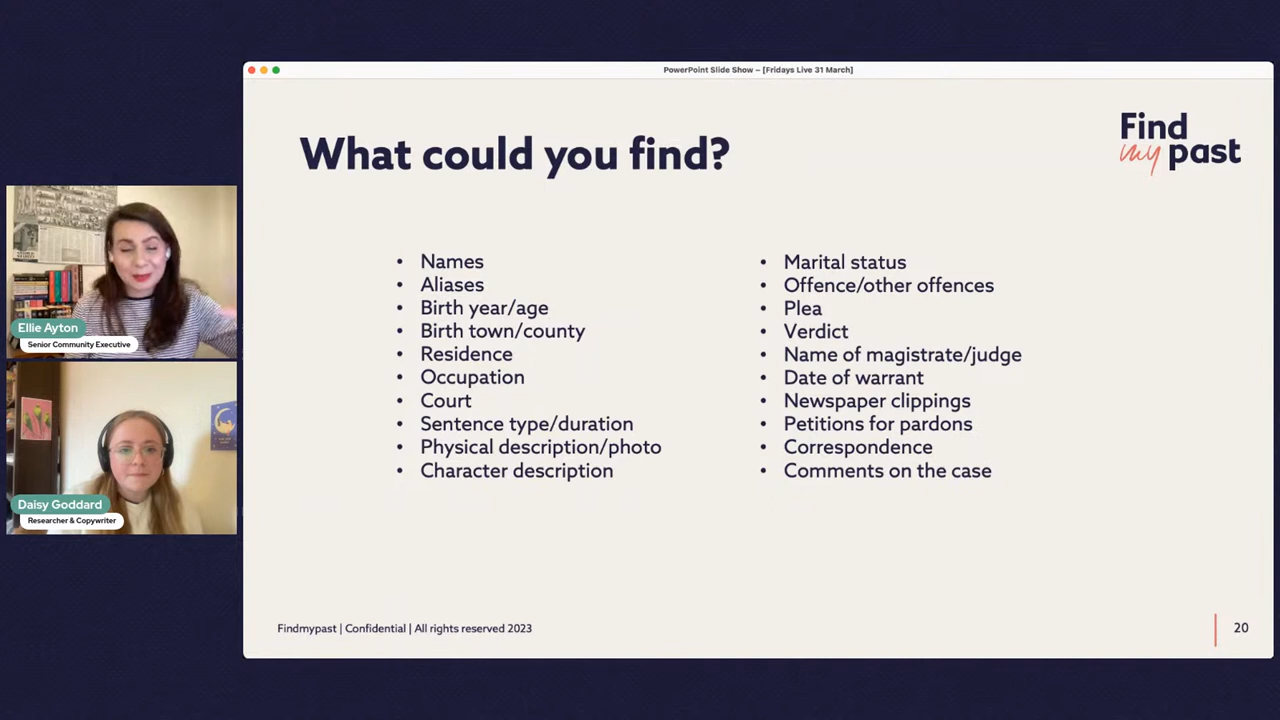 PowerPoint Slide Show – [Fridays Live 31 March]
What could you find?
Find
my past
• Names
• Aliases
• Birth year/age
• Birth town/county
• Residence
• Occupation
• Court
• Sentence type/duration
• Physical description/photo
• Character description
• Marital status
• Offence/other offences
• Plea
• Verdict
• Name of magistrate/judge
• Date of warrant
• Newspaper clippings
• Petitions for pardons
• Correspondence
• Comments on the case
Ellie Ayton
Senior Community Executive
Daisy Goddard
Researcher & Copywriter
Findmypast | Confidential | All rights reserved 2023
20